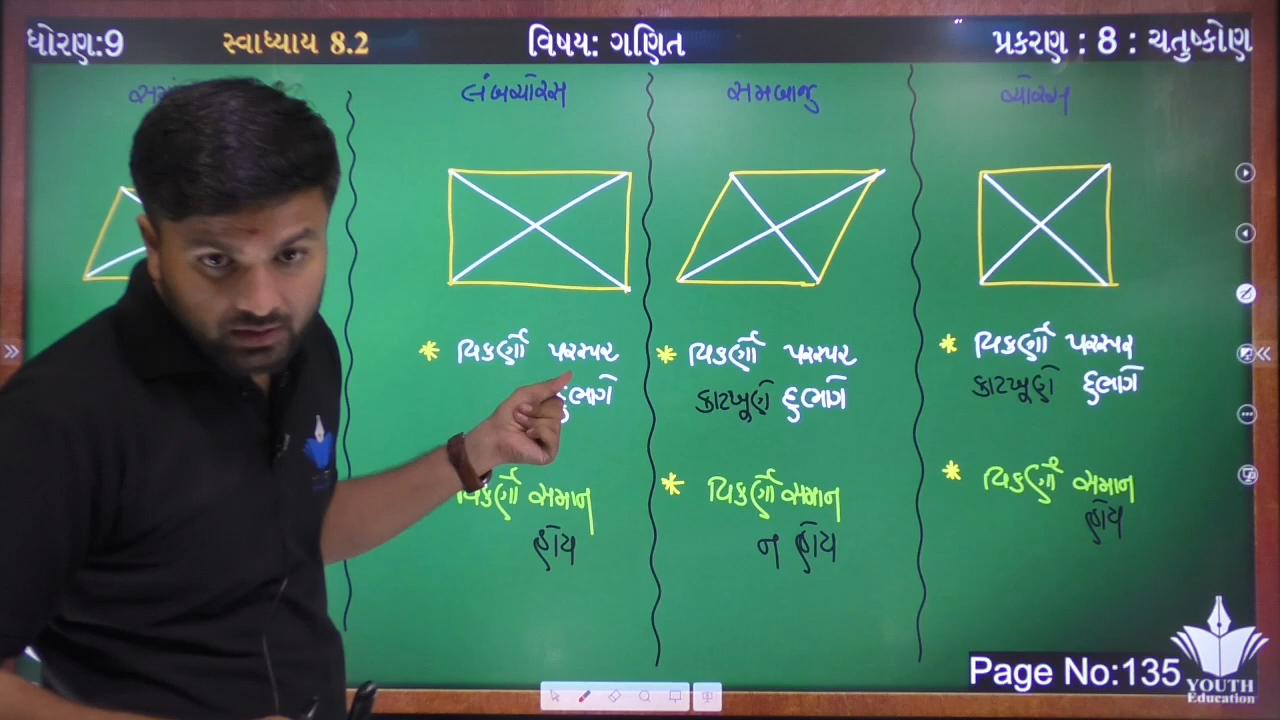 ધોરણ:9 સ્વાધ્યાય 8.2 વિષય: ગણિત પ્રકરણ : 8 : ચતુષ્કોણ
લંબચોરસ
સમબાજુ
ચોરસ
* વિકર્ણો પરસ્પર
દુભાગે
વિકર્ણો સમાન
હોય
* વિકર્ણો પરસ્પર
કાટખૂણે દુભાગે
* વિકર્ણો સમાન
ન હોય
* વિકર્ણો પરસ્પર
કાટખૂણે દુભાગે
* વિકર્ણો સમાન
હોય
Page No:135
YOUTH
Education